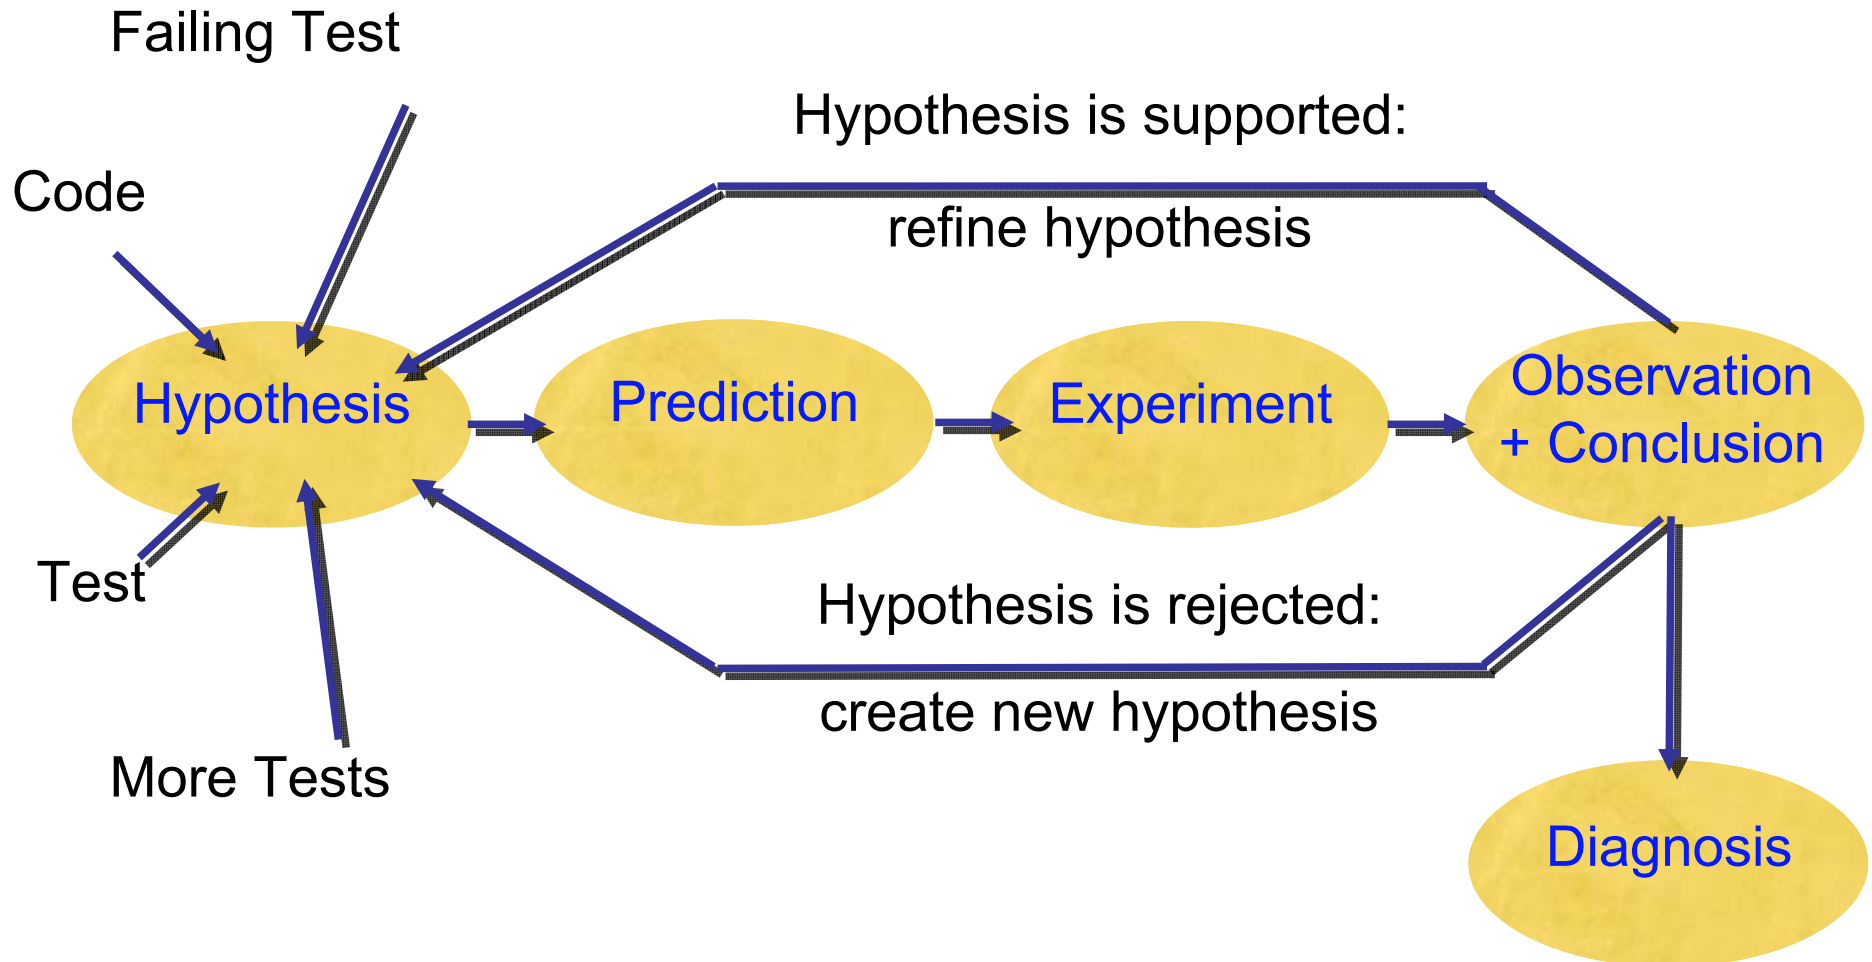 Failing Test
Hypothesis is supported:
Code
refine hypothesis
Hypothesis
Prediction
Experiment
Observation
+ Conclusion
Test
Hypothesis is rejected:
create new hypothesis
More Tests
Diagnosis